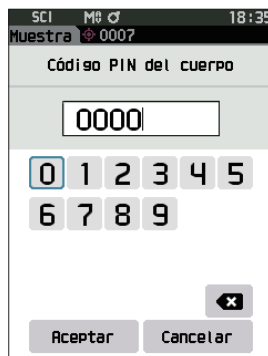 SCI M8 18:35
Muestra 0007
Código PIN del cuerpo
0000
0 1 2 3 4 5
6 7 8 9
Aceptar Cancelar